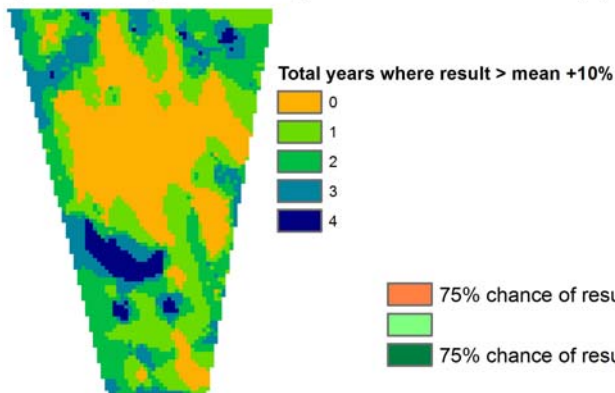 Total years where result > mean +10%
0
1
2
3
4
75% chance of resu
75% chance of resu